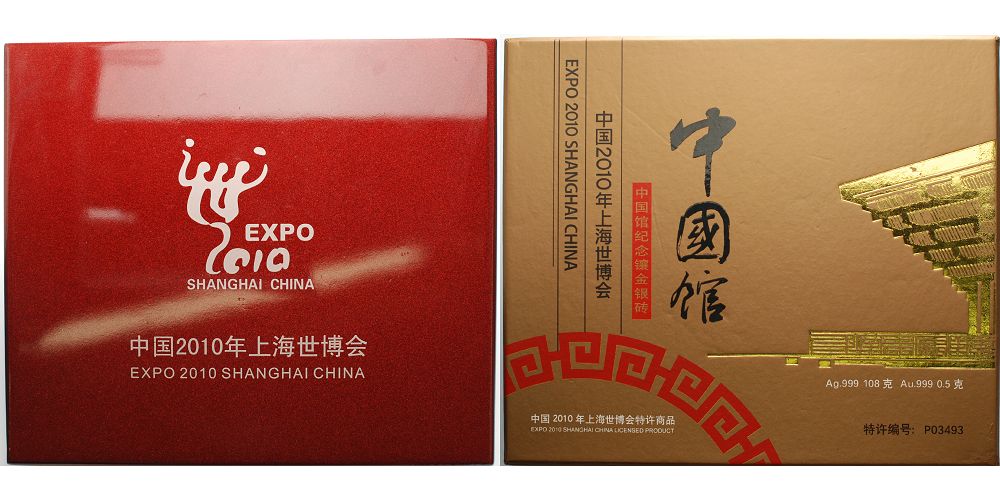 世
EXPO
2010
SHANGHAI CHINA
中国2010年上海世博会
EXPO 2010 SHANGHAI CHINA
EXPO 2010 SHANGHAI CHINA
中国2010年上海世博会
中国馆纪念镶金银砖
中國馆
Ag.999 108 克 Au.999 0.5 克
中国 2010 年上海世博会特许商品
EXPO 2010 SHANGHAI CHINA LICENSED PRODUCT
特许编号: P03493